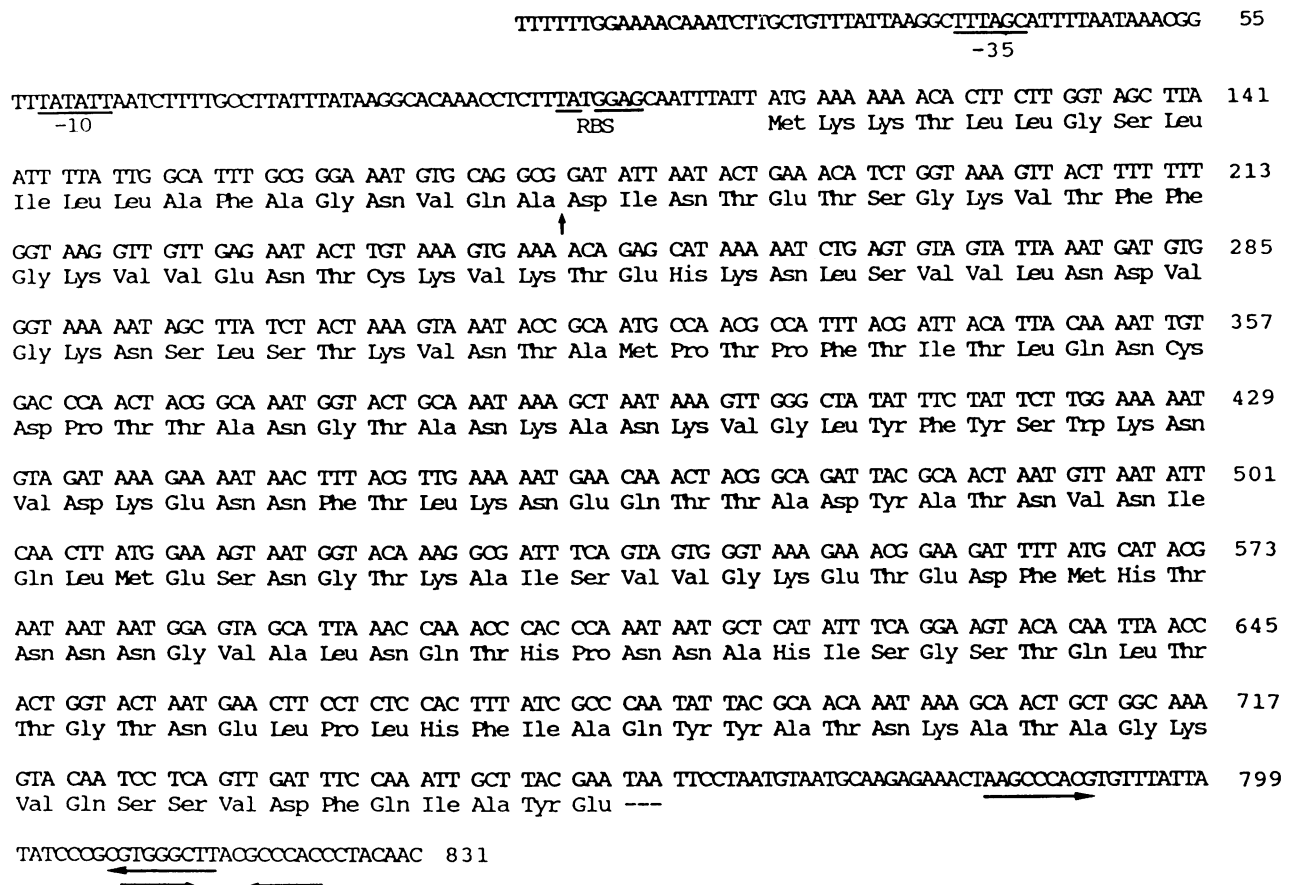 TTTTTTGGAAAACAAATCTTTGCTGTTTATTAAGGCTTTAGCATTTTTAATAAACGG 55
-35
TTTATATTAATCTTTTGCCTTATTTATAAGGCACAAACCTCTTTATGGAGCAATTTATT ATG AAA AAA ACA CTT CTT GGT AGC TTA 141
-10 RBS Met Lys Lys Thr Leu Leu Gly Ser Leu
ATT TTA TTG GCA TTT GCG GGA AAT GTG CAG GCG GAT ATT AAT ACT GAA ACA TCT GGT AAA GTT ACT TTT TTT 213
Ile Leu Leu Ala Phe Ala Gly Asn Val Gln Ala Asp Ile Asn Thr Glu Thr Ser Gly Lys Val Thr Phe Phe
GGT AAG GTT GTT GAG AAT ACT TGT AAA GTG AAA ACA GAG CAT AAA AAT CTG AGT GTA GTA TTA AAT GAT GTG 285
Gly Lys Val Val Glu Asn Thr Cys Lys Val Lys Thr Glu His Lys Asn Leu Ser Val Val Leu Asn Asp Val
GGT AAA AAT AGC TTA TCT ACT AAA GTA AAT ACC GCA ATG CCA ACG CCA TTT ACG ATT ACA TTA CAA AAT TGT 357
Gly Lys Asn Ser Leu Ser Thr Lys Val Asn Thr Ala Met Pro Thr Pro Phe Thr Ile Thr Leu Gln Asn Cys
GAC CCA ACT ACG GCA AAT GGT ACT GCA AAT AAA GCT AAT AAA GTT GGG CTA TAT TTC TAT TCT TGG AAA AAT 429
Asp Pro Thr Thr Ala Asn Gly Thr Ala Asn Lys Ala Asn Lys Val Gly Leu Tyr Phe Tyr Ser Trp Lys Asn
GTA GAT AAA GAA AAT AAC TTT ACG TTG AAA AAT GAA CAA ACT ACG GCA GAT TAC GCA ACT AAT GTT AAT ATT 501
Val Asp Lys Glu Asn Asn Phe Thr Leu Lys Asn Glu Gln Thr Thr Ala Asp Tyr Ala Thr Asn Val Asn Ile
CAA CTT ATG GAA AGT AAT GGT ACA AAG GCG ATT TCA GTA GTG GGT AAA GAA ACG GAA GAT TTT ATG CAT ACG 573
Gln Leu Met Glu Ser Asn Gly Thr Lys Ala Ile Ser Val Val Gly Lys Glu Thr Glu Asp Phe Met His Thr
AAT AAT AAT GGA GTA GCA TTA AAC CAA ACC CAC CCA AAT AAT GCT CAT ATT TCA GGA AGT ACA CAA TTA ACC 645
Asn Asn Asn Gly Val Ala Leu Asn Gln Thr His Pro Asn Asn Ala His Ile Ser Gly Ser Thr Gln Leu Thr
ACT GGT ACT AAT GAA CTT CCT CTC CAC TTT ATC GCC CAA TAT TAC GCA ACA AAT AAA GCA ACT GCT GGC AAA 717
Thr Gly Thr Asn Glu Leu Pro Leu His Phe Ile Ala Gln Tyr Tyr Ala Thr Asn Lys Ala Thr Ala Gly Lys
GTA CAA TCC TCA GTT GAT TTC CAA ATT GCT TAC GAA TAA TTCCTAATGTAATGCAAGAGAAACTAAGCCCACGTGTTTATTA 799
Val Gln Ser Ser Val Asp Phe Gln Ile Ala Tyr Glu ---
TATCCCGCGTGGGCTTACGCCCACCCTACAAC 831